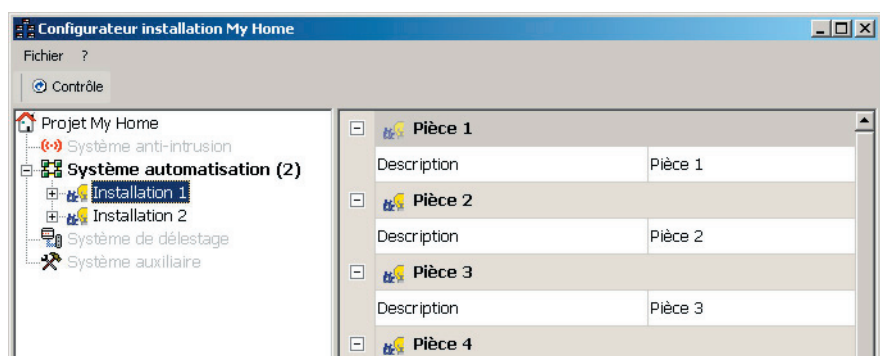 Configurateur installation My Home
Fichier ?
Contrôle
Projet My Home
Système anti-intrusion
Système automatisation (2)
Installation 1
Installation 2
Système de délestage
Système auxiliaire
Pièce 1
Description Pièce 1
Pièce 2
Description Pièce 2
Pièce 3
Description Pièce 3
Pièce 4